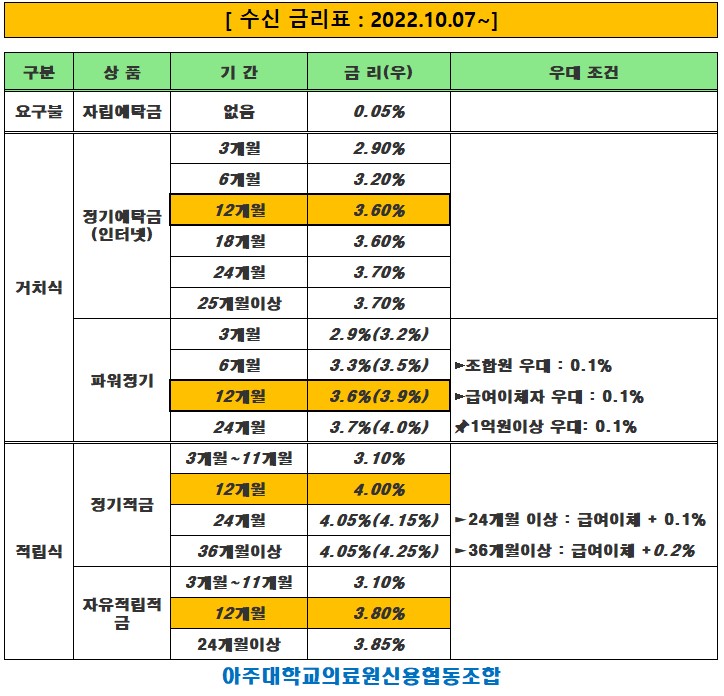 [ 수신 금리표 : 2022.10.07~]
구분 상 품 기 간 금 리(우) 우대 조건
요구불 자립예탁금 없음 0.05%
거치식
정기예탁금
(인터넷)
3개월 2.90%
6개월 3.20%
12개월 3.60%
18개월 3.60%
24개월 3.70%
25개월이상 3.70%
파워정기
3개월 2.9%(3.2%)
6개월 3.3%(3.5%) ►조합원 우대 : 0.1%
12개월 3.6%(3.9%) ►급여이체자 우대 : 0.1%
24개월 3.7%(4.0%) 📌1억원이상 우대: 0.1%
적립식
정기적금
3개월~11개월 3.10%
12개월 4.00%
24개월 4.05%(4.15%) ►24개월 이상 : 급여이체 + 0.1%
36개월이상 4.05%(4.25%) ►36개월이상 : 급여이체 +0.2%
자유적립적
금
3개월~11개월 3.10%
12개월 3.80%
24개월이상 3.85%
아주대학교의료원신용협동조합